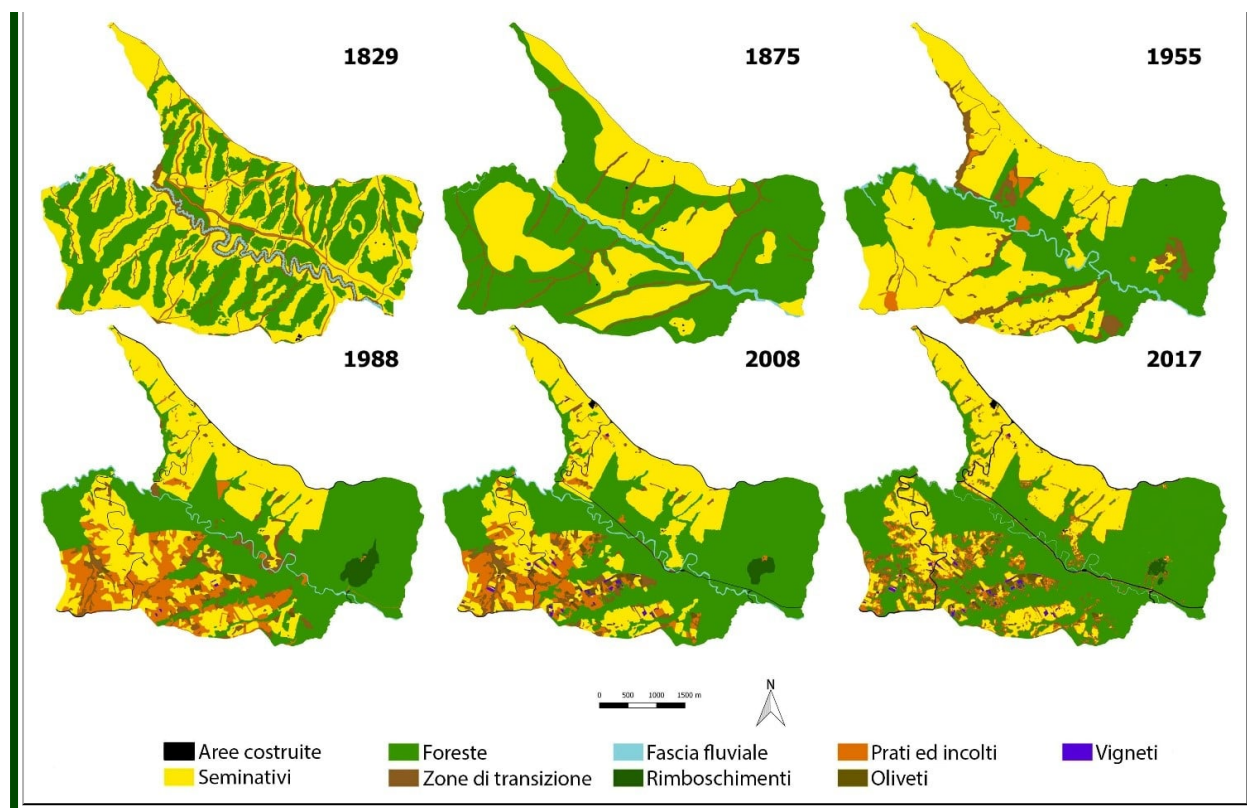 1829
1875
1955
1988
2008
2017
0 500 1000 1500 m
N
Aree costruite
Foreste
Fascia fluviale
Prati ed incolti
Vigneti
Seminativi
Zone di transizione
Rimboschimenti
Oliveti